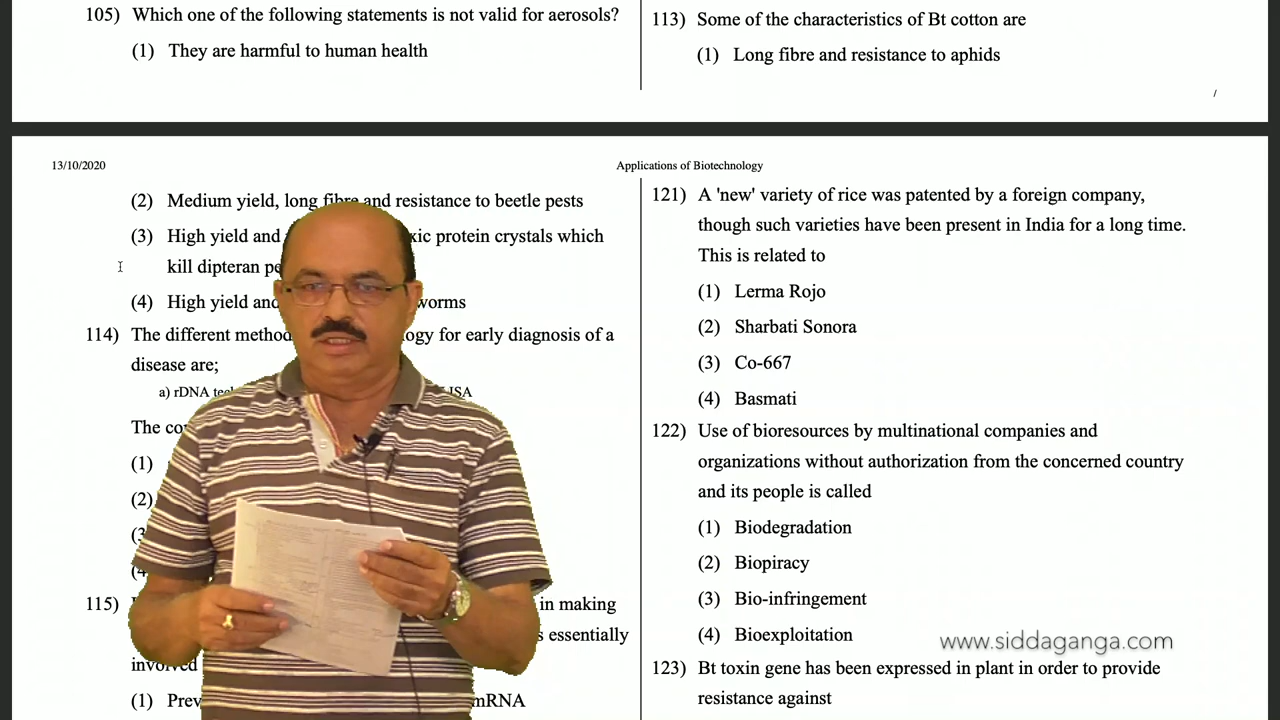 105) Which one of the following statements is not valid for aerosols?
(1) They are harmful to human health
113) Some of the characteristics of Bt cotton are
(1) Long fibre and resistance to aphids
/
13/10/2020
Applications of Biotechnology
(2) Medium yield, long fibre and resistance to beetle pests
(3) High yield and xic protein crystals which
kill dipteran pe
(4) High yield and worms
114) The different method ogy for early diagnosis of a
disease are;
a) rDNA tec ISA
The co
(1)
(2)
(3
(4
115) in making
s essentially
involved
(1) Prev mRNA
121) A 'new' variety of rice was patented by a foreign company,
though such varieties have been present in India for a long time.
This is related to
(1) Lerma Rojo
(2) Sharbati Sonora
(3) Co-667
(4) Basmati
122) Use of bioresources by multinational companies and
organizations without authorization from the concerned country
and its people is called
(1) Biodegradation
(2) Biopiracy
(3) Bio-infringement
(4) Bioexploitation
www.siddaganga.com
123) Bt toxin gene has been expressed in plant in order to provide
resistance against